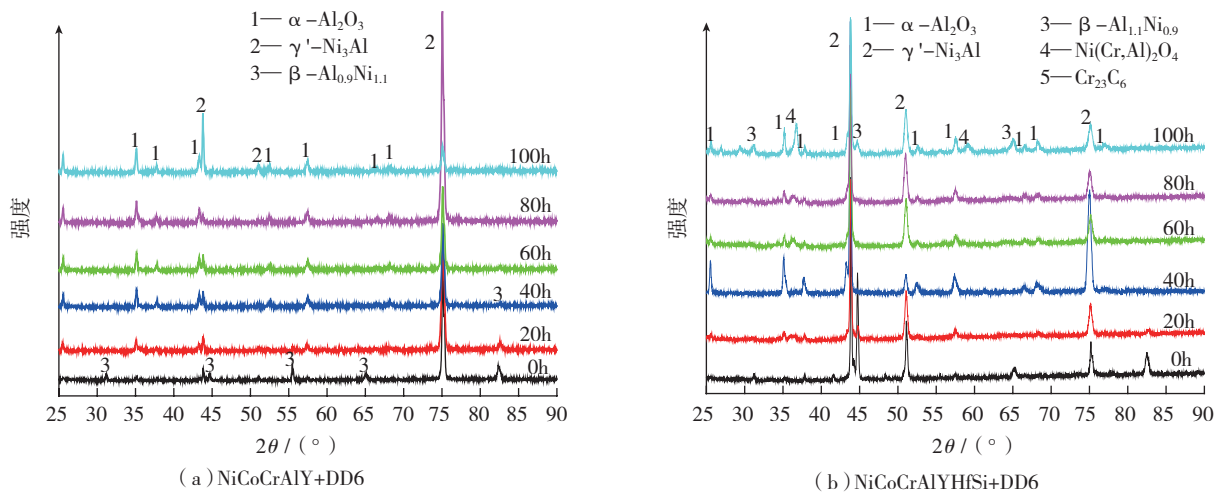 1— α-Al₂O₃
2— γ'-Ni₃Al
3— β-Al₀.₉Ni₁.₁
2
2
1
1
1
2
1
1
1
1
100h
80h
60h
40h
3
20h
0h
3
3
3
3
强度
25 30 35 40 45 50 55 60 65 70 75 80 85 90
2θ /（°）
（a）NiCoCrAlY+DD6
1— α-Al₂O₃
2— γ'-Ni₃Al
3— β-Al₁.₁Ni₀.₉
4— Ni(Cr,Al)₂O₄
5— Cr₂₃C₆
2
1
3
1
4
1
1
3
2
1
1
4
3
1
1
2
1
100h
80h
60h
40h
20h
0h
强度
25 30 35 40 45 50 55 60 65 70 75 80 85 90
2θ /（°）
（b）NiCoCrAlYHfSi+DD6